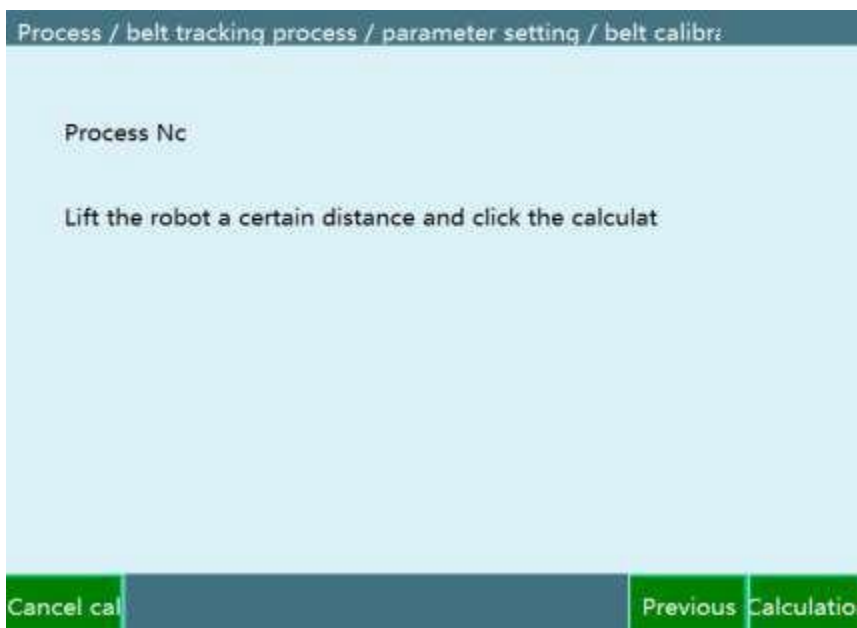 Process / belt tracking process / parameter setting / belt calibra
Process Nc
Lift the robot a certain distance and click the calculat
Cancel cal
Previous
Calculatio